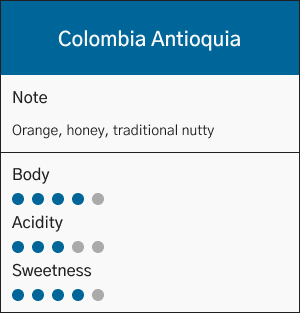 Colombia Antioquia
Note
Orange, honey, traditional nutty
Body
Acidity
Sweetness